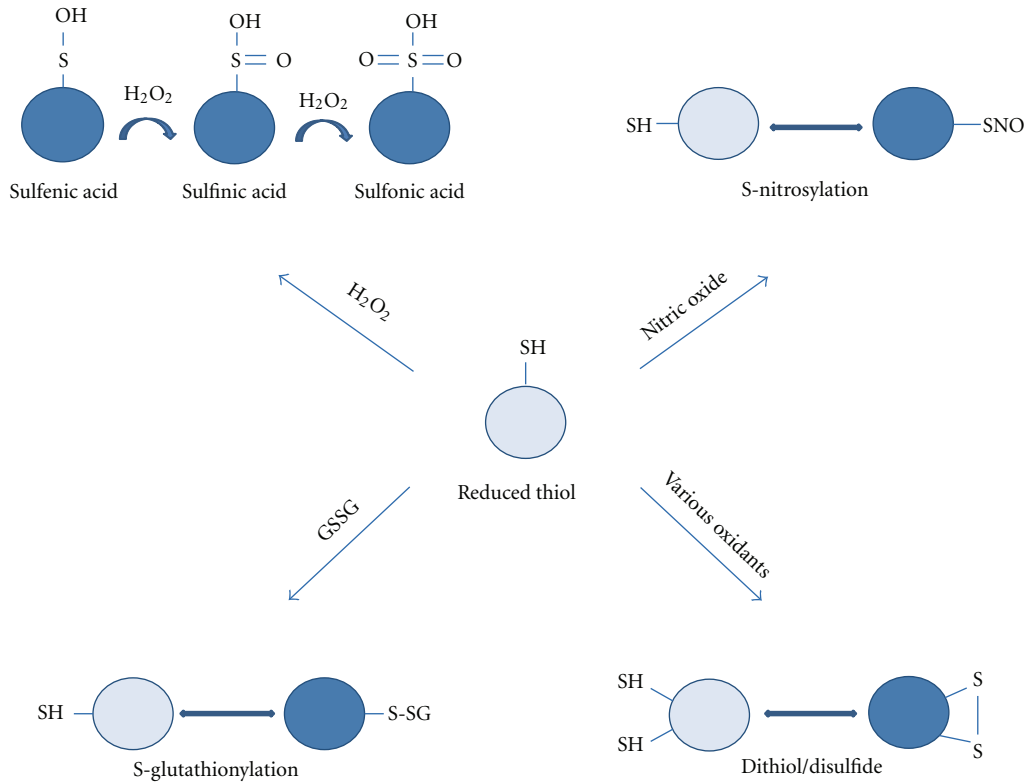 OH
S
H₂O₂
Sulfenic acid
OH
S
O
H₂O₂
Sulfinic acid
OH
O
S
O
Sulfonic acid
SH
SNO
S-nitrosylation
H₂O₂
Nitric oxide
SH
Reduced thiol
GSSG
Various oxidants
SH
S-SG
S-glutathionylation
SH
SH
S
S
Dithiol/disulfide